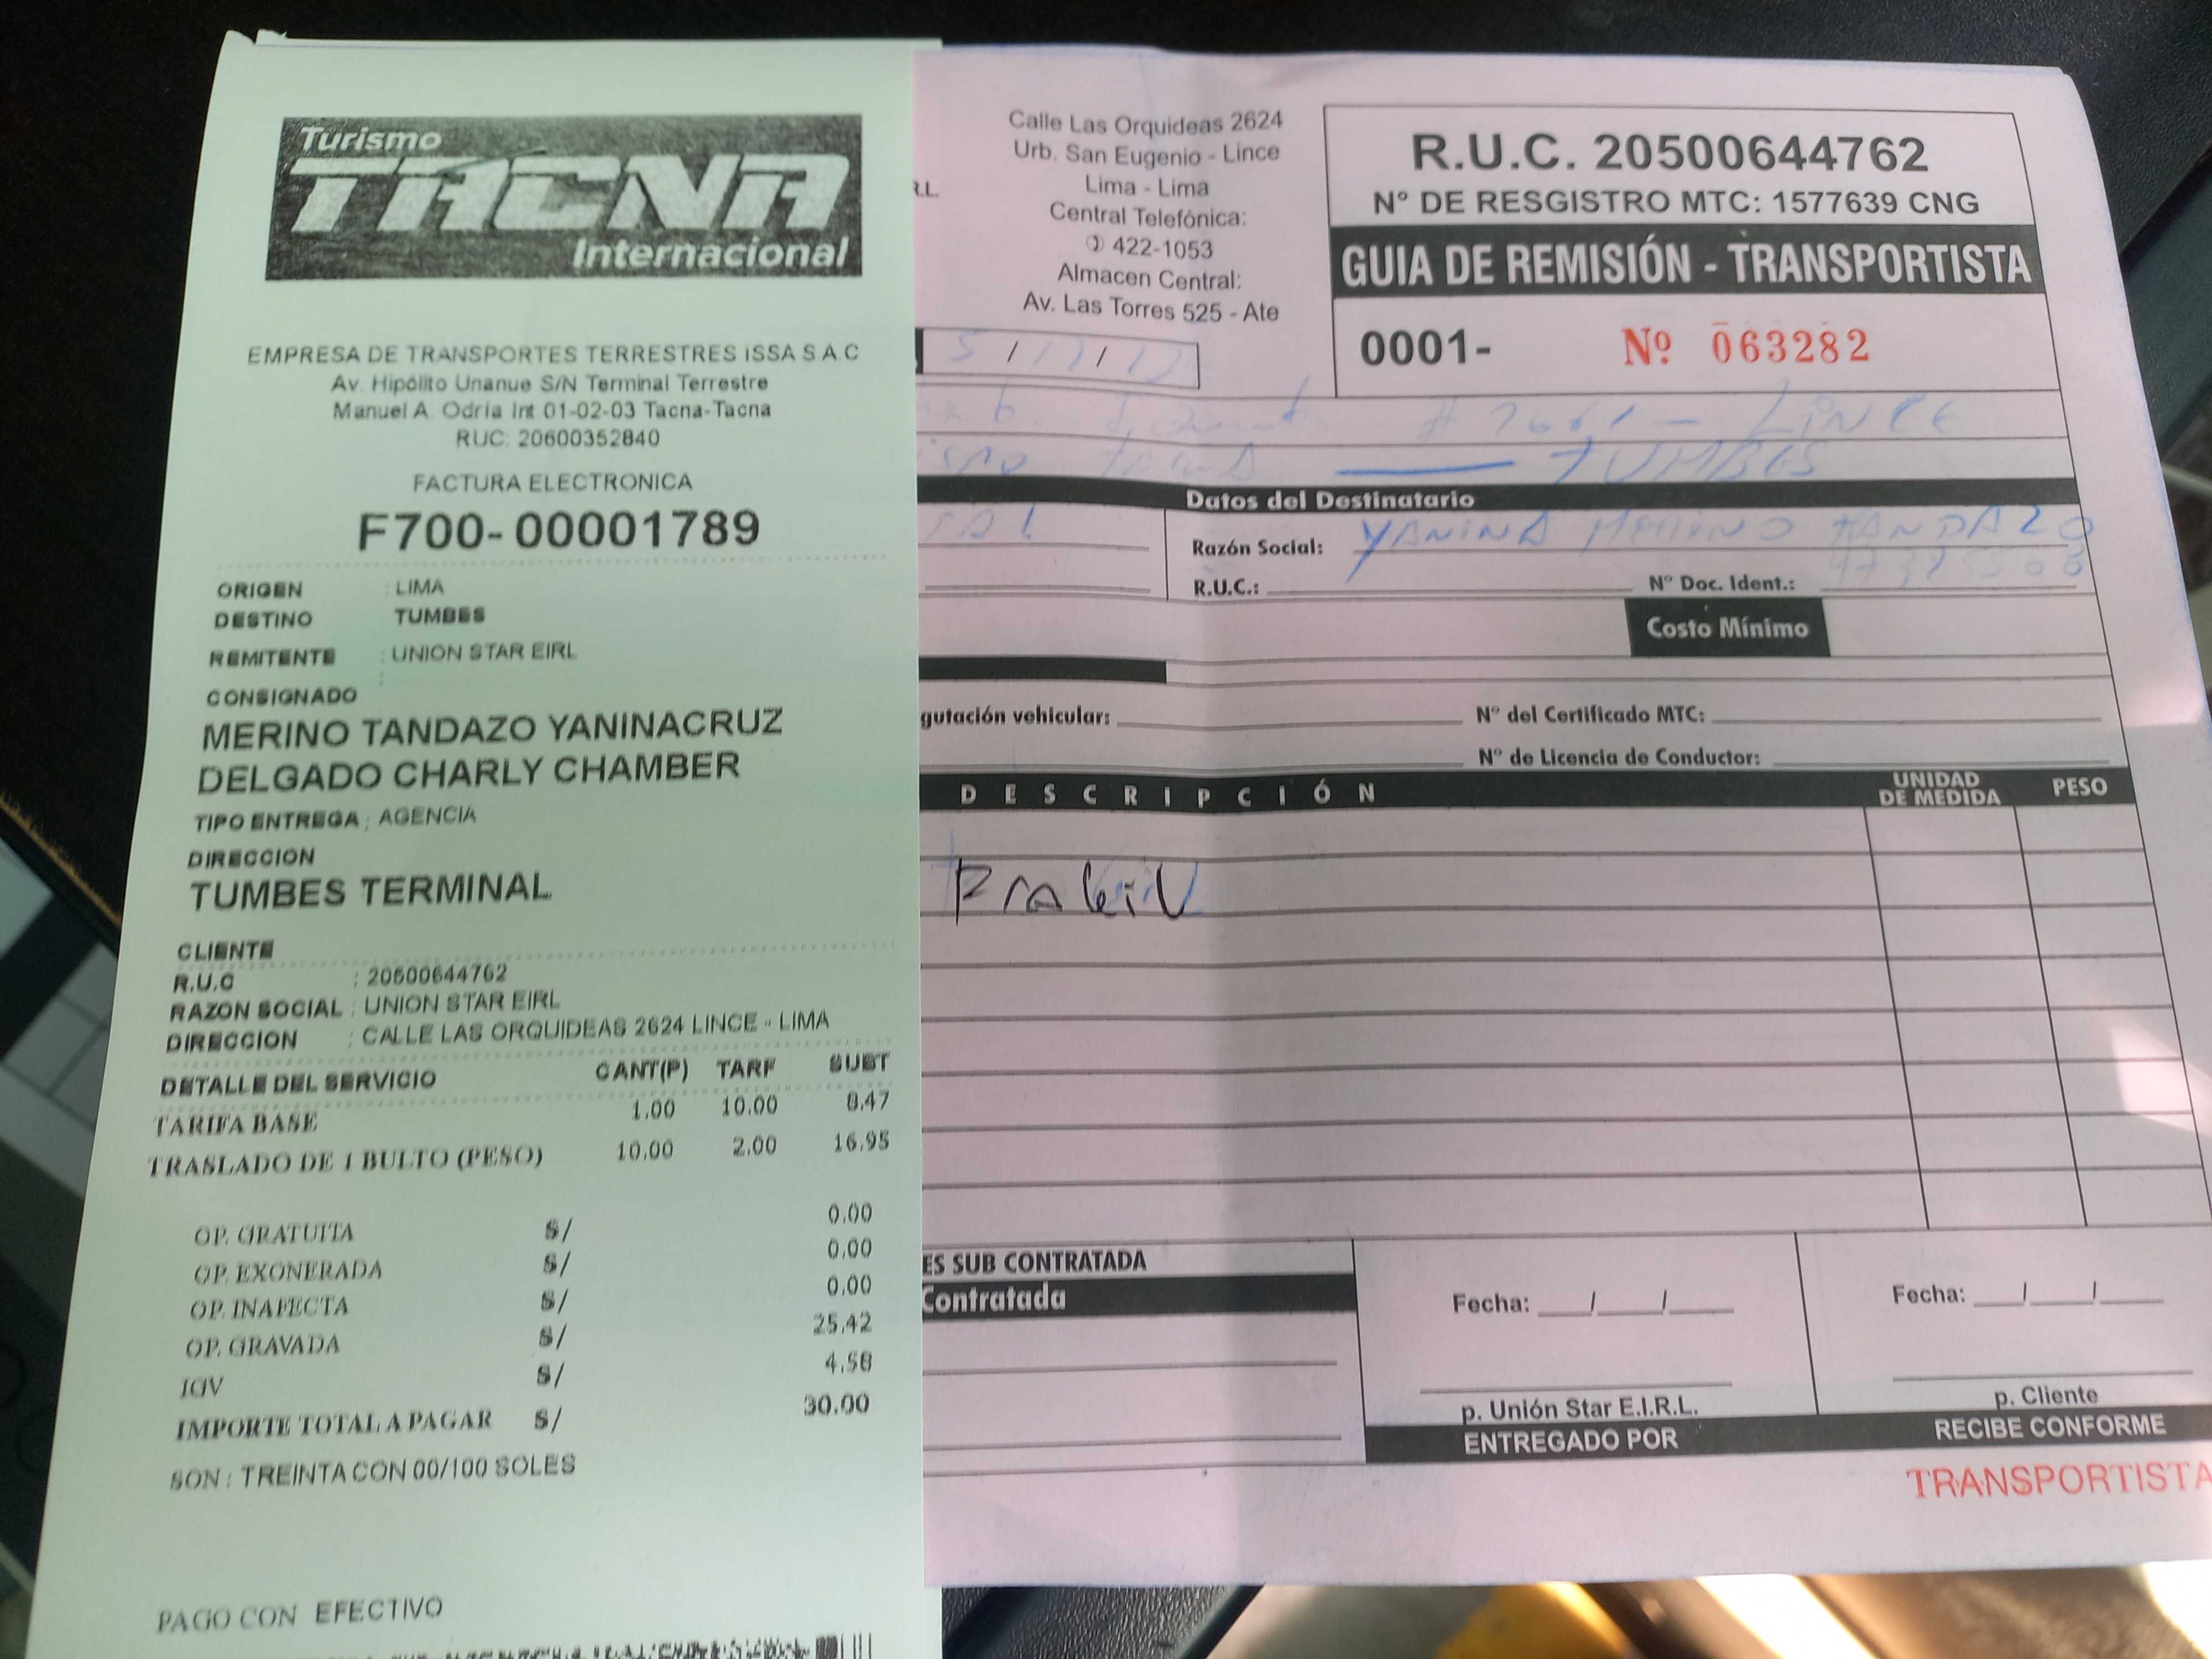 Turismo
TACNA
Internacional
EMPRESA DE TRANSPORTES TERRESTRES ISSA S.A.C
Av. Hipólito Unanue S/N Terminal Terrestre
Manuel A. Odria Int.01-02-03 Tacna-Tacna
RUC: 20600352840
FACTURA ELECTRONICA
F700-00001789
ORIGEN : LIMA
DESTINO TUMBES
REMITENTE : UNION STAR EIRL
:
CONSIGNADO
MERINO TANDAZO YANINACRUZ
DELGADO CHARLY CHAMBER
TIPO ENTREGA : AGENCIA
DIRECCION
TUMBES TERMINAL
CLIENTE
R.U.C : 20500644762
RAZON SOCIAL : UNION STAR EIRL
DIRECCION : CALLE LAS ORQUIDEAS 2624 LINCE - LIMA
DETALLE DEL SERVICIO CANT(P) TARF SUBT
TARIFA BASE 1.00 10.00 8.47
TRASLADO DE 1 BULTO (PESO) 10.00 2.00 16.95
OP. GRATUITA S/ 0.00
OP. EXONERADA S/ 0.00
OP. INAFECTA S/ 0.00
OP. GRAVADA S/ 25.42
IGV S/ 4.58
IMPORTE TOTAL A PAGAR S/ 30.00
SON : TREINTA CON 00/100 SOLES
PAGO CON EFECTIVO
R.L.
Calle Las Orquideas 2624
Urb. San Eugenio - Lince
Lima - Lima
Central Telefónica:
422-1053
Almacen Central:
Av. Las Torres 525 - Ate
R.U.C. 20500644762
N° DE RESGISTRO MTC: 1577639 CNG
GUIA DE REMISIÓN - TRANSPORTISTA
0001- Nº 063282
5 / 12 /
- LINCE
TUMBES
Datos del Destinatario
Razón Social: YANINA MERINO TANDAZO
R.U.C.: N° Doc. Ident.:
Costo Mínimo
gutación vehicular: N° del Certificado MTC:
N° de Licencia de Conductor:
DESCRIPCIÓN UNIDAD DE MEDIDA PESO
ES SUB CONTRATADA
Contratada
Fecha: __/__/__ Fecha: __/__/__
p. Unión Star E.I.R.L. p. Cliente
ENTREGADO POR RECIBE CONFORME
TRANSPORTISTA